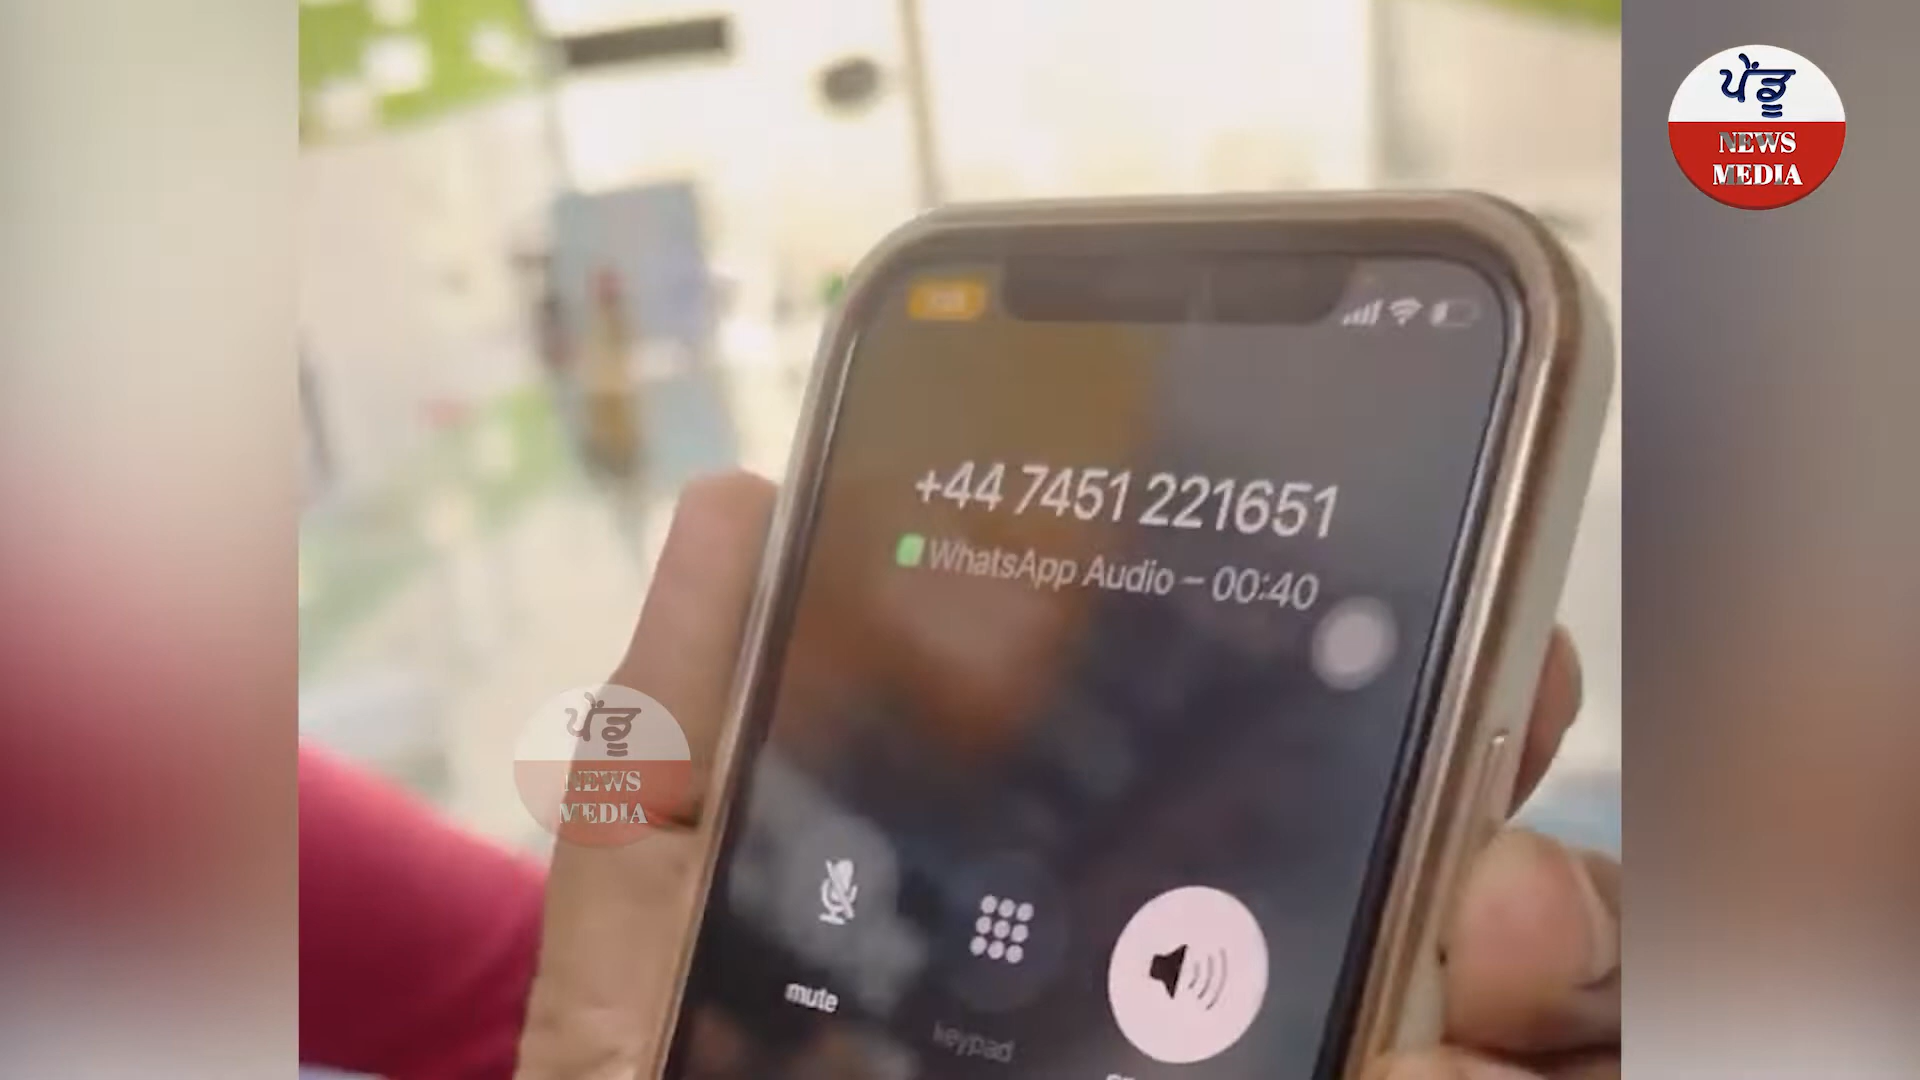 ਪੇਂਡੂ
NEWS
MEDIA
+44 7451 221651
WhatsApp Audio – 00:40
ਪੇਂਡੂ
NEWS
MEDIA
mute
keypad